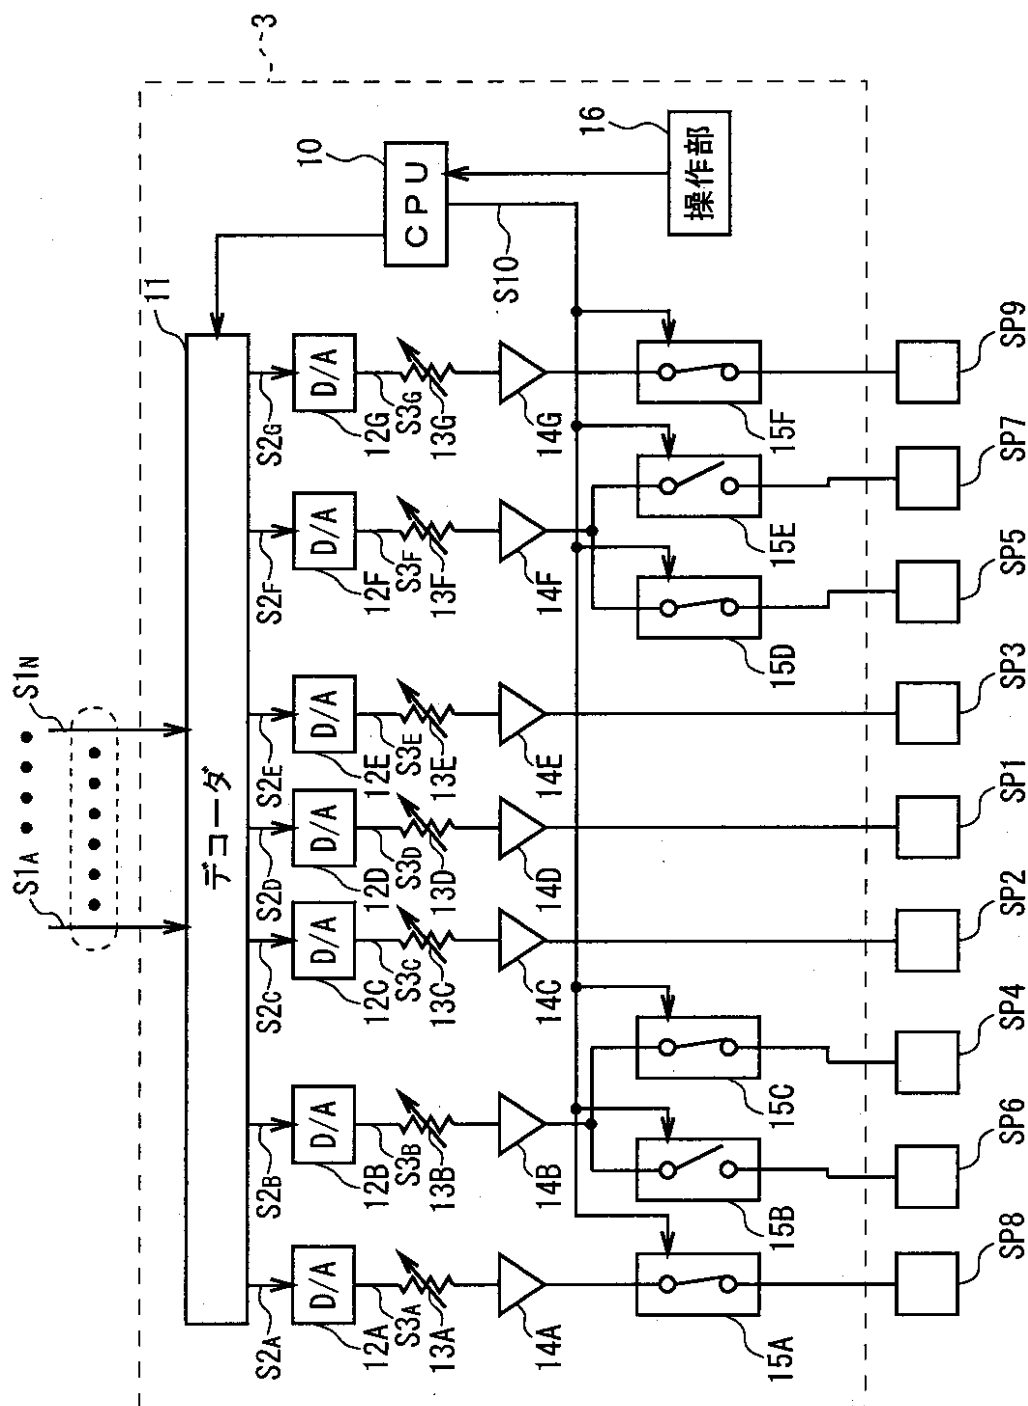 3
S1A ● ● ● ● S1N
11
デコーダ
10
CPU
S10
16
操作部
S2A
S2B
S2C
S2D
S2E
S2F
S2G
D/A
D/A
D/A
D/A
D/A
D/A
D/A
12A
12B
12C
12D
12E
12F
12G
S3A
S3B
S3C
S3D
S3E
S3F
S3G
13A
13B
13C
13D
13E
13F
13G
14A
14B
14C
14D
14E
14F
14G
15A
15B
15C
15D
15E
15F
SP8
SP6
SP4
SP2
SP1
SP3
SP5
SP7
SP9